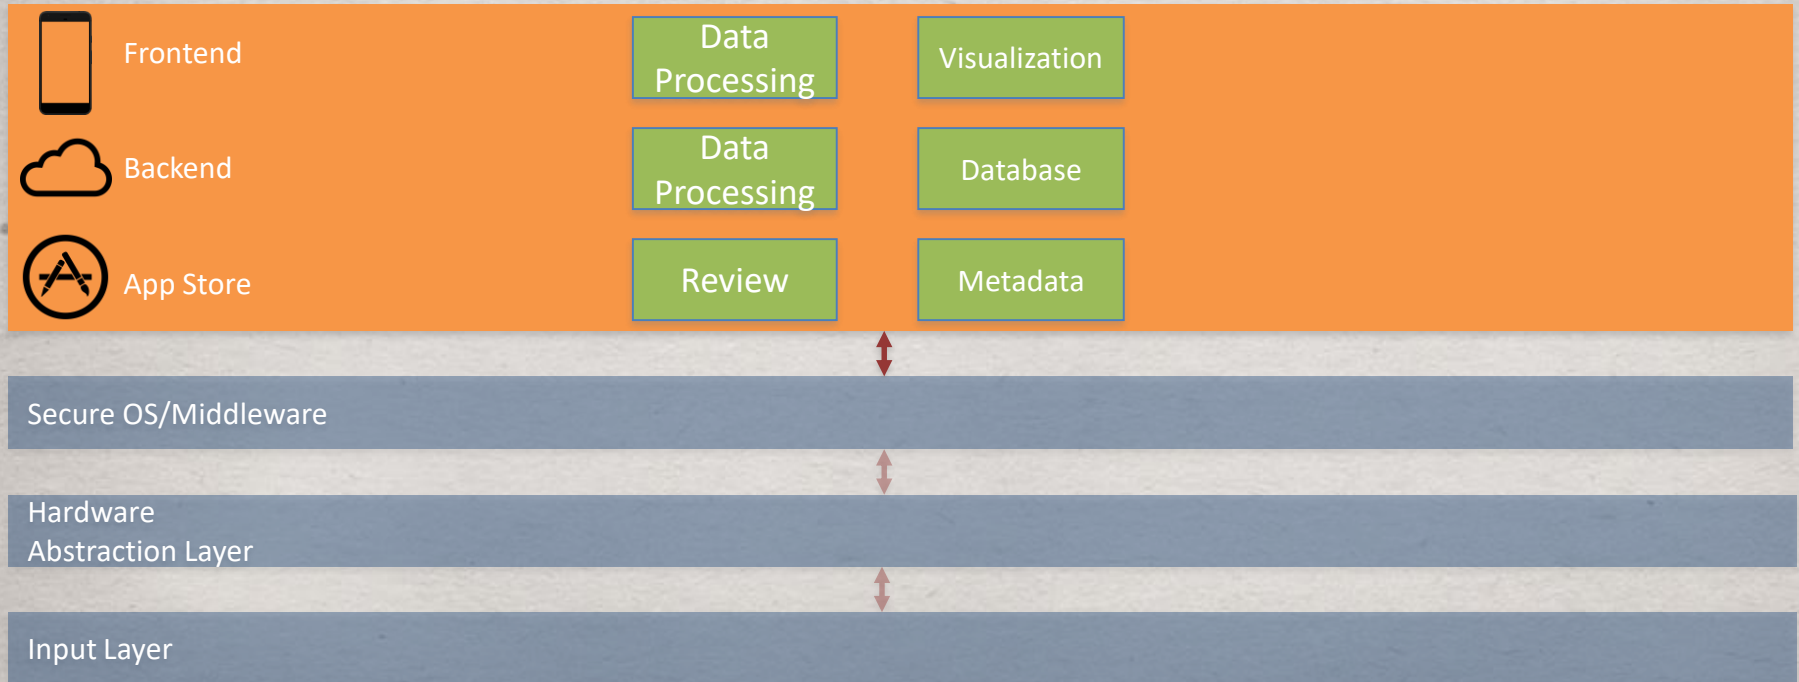 Frontend
Data
Processing
Visualization
Backend
Data
Processing
Database
App Store
Review
Metadata
Secure OS/Middleware
Hardware
Abstraction Layer
Input Layer